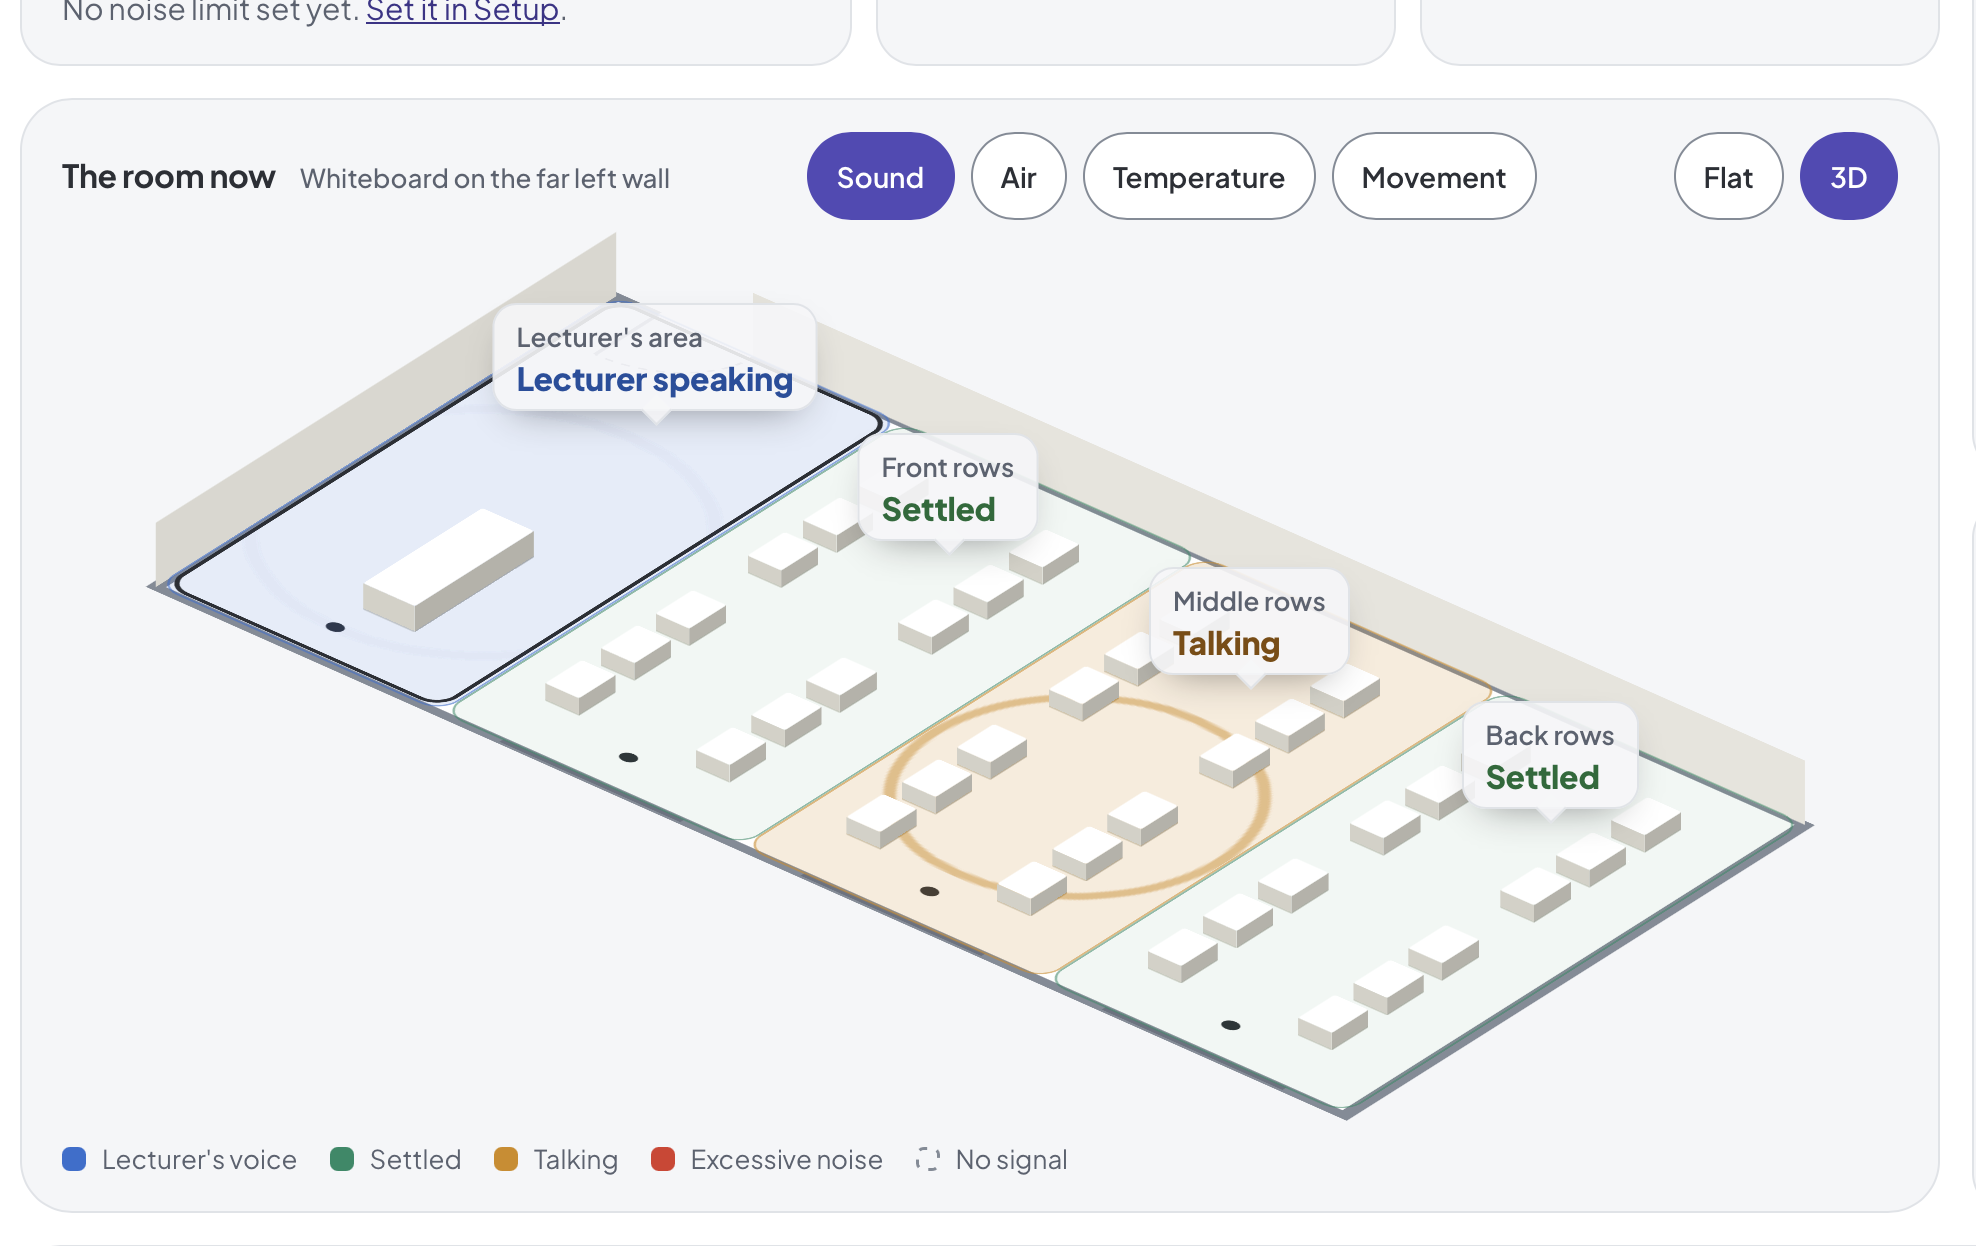 No noise limit set yet. Set it in Setup.
The room now Whiteboard on the far left wall Sound Air Temperature Movement Flat 3D
Lecturer's area
Lecturer speaking
Front rows
Settled
Middle rows
Talking
Back rows
Settled
Lecturer's voice Settled Talking Excessive noise No signal